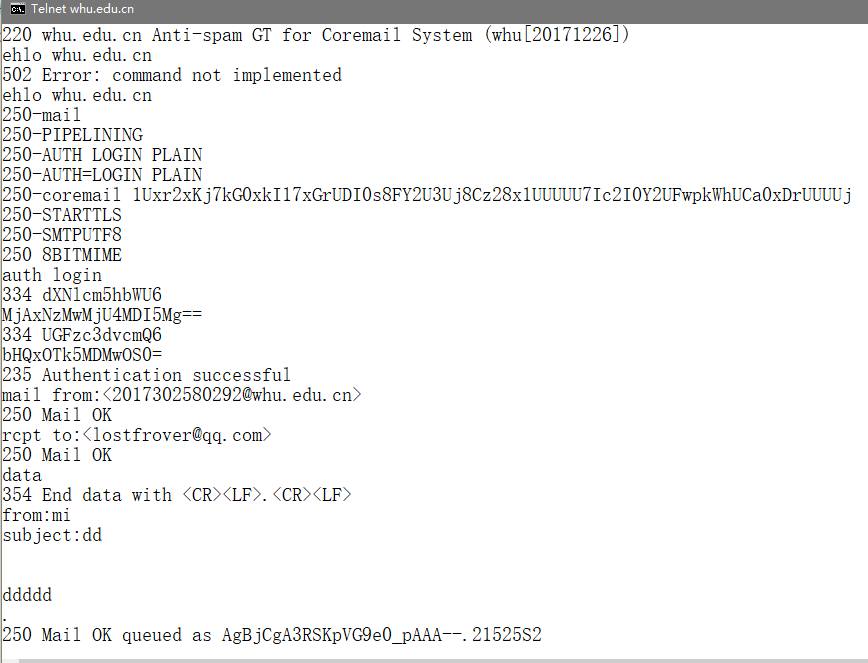 Telnet whu.edu.cn
220 whu.edu.cn Anti-spam GT for Coremail System (whu[20171226])
ehlo whu.edu.cn
502 Error: command not implemented
ehlo whu.edu.cn
250-mail
250-PIPELINING
250-AUTH LOGIN PLAIN
250-AUTH=LOGIN PLAIN
250-coremail 1Uxr2xKj7kG0xkI17xGrUDI0s8FY2U3Uj8Cz28x1UUUUU7Ic2I0Y2UFwpkWhUCa0xDrUUUUj
250-STARTTLS
250-SMTPUTF8
250 8BITMIME
auth login
334 dXNlcm5hbWU6
MjAxNzMwMjU4MDI5Mg==
334 UGFzc3dvcmQ6
bHQxOTk5MDMwOS0=
235 Authentication successful
mail from:<2017302580292@whu.edu.cn>
250 Mail OK
rcpt to:<lostfrover@qq.com>
250 Mail OK
data
354 End data with <CR><LF>.<CR><LF>
from:mi
subject:dd
ddddd
.
250 Mail OK queued as AgBjCgA3RSKpVG9e0_pAAA--.21525S2